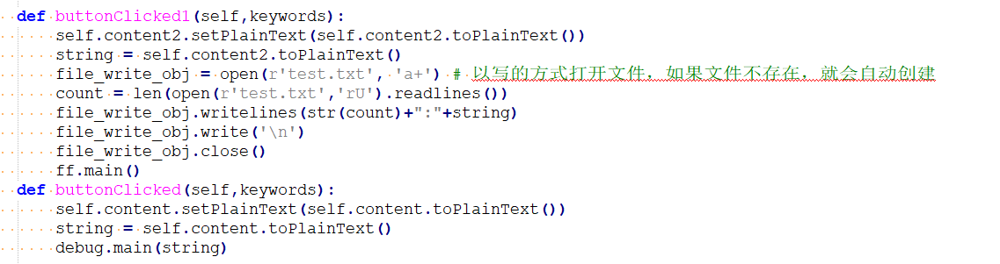 def buttonClicked1(self,keywords):
self.content2.setPlainText(self.content2.toPlainText())
string = self.content2.toPlainText()
file_write_obj = open(r'test.txt', 'a+') # 以写的方式打开文件，如果文件不存在，就会自动创建
count = len(open(r'test.txt','rU').readlines())
file_write_obj.writelines(str(count)+":"+string)
file_write_obj.write('\n')
file_write_obj.close()
ff.main()
def buttonClicked(self,keywords):
self.content.setPlainText(self.content.toPlainText())
string = self.content.toPlainText()
debug.main(string)